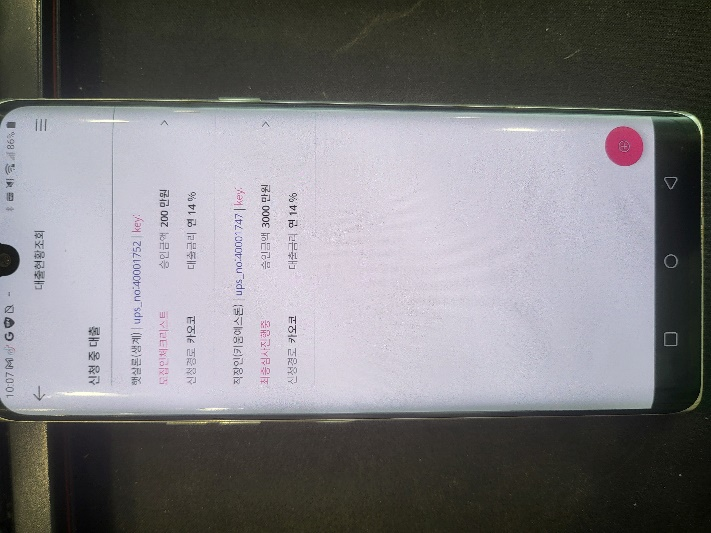 10:07
86%
대출현황조회
신청 중 대출
햇살론(생계) | ups_no:40001752 | key:
모집인체크리스트
승인금액 200 만원
신청경로 카오코
대출금리 연 14 %
직장인(키움예스론) | ups_no:40001747 | key:
최종심사진행중
승인금액 3000 만원
신청경로 카오코
대출금리 연 14 %